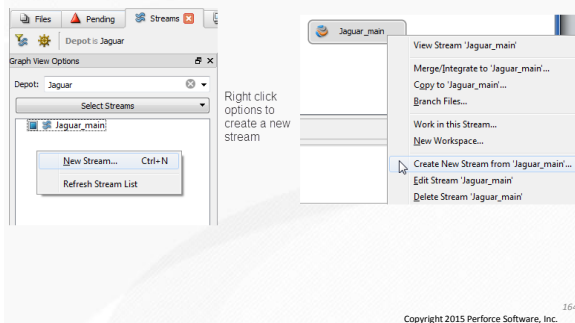 Files
Pending
Streams
Depot is Jaguar
Graph View Options
Depot: Jaguar
Select Streams
Jaguar_main
New Stream... Ctrl+N
Refresh Stream List
Right click
options to
create a new
stream
Jaguar_main
View Stream 'Jaguar_main'
Merge/Integrate to 'Jaguar_main'...
Copy to 'Jaguar_main'...
Branch Files...
Work in this Stream...
New Workspace...
Create New Stream from 'Jaguar_main'...
Edit Stream 'Jaguar_main'
Delete Stream 'Jaguar_main'
164
Copyright 2015 Perforce Software, Inc.